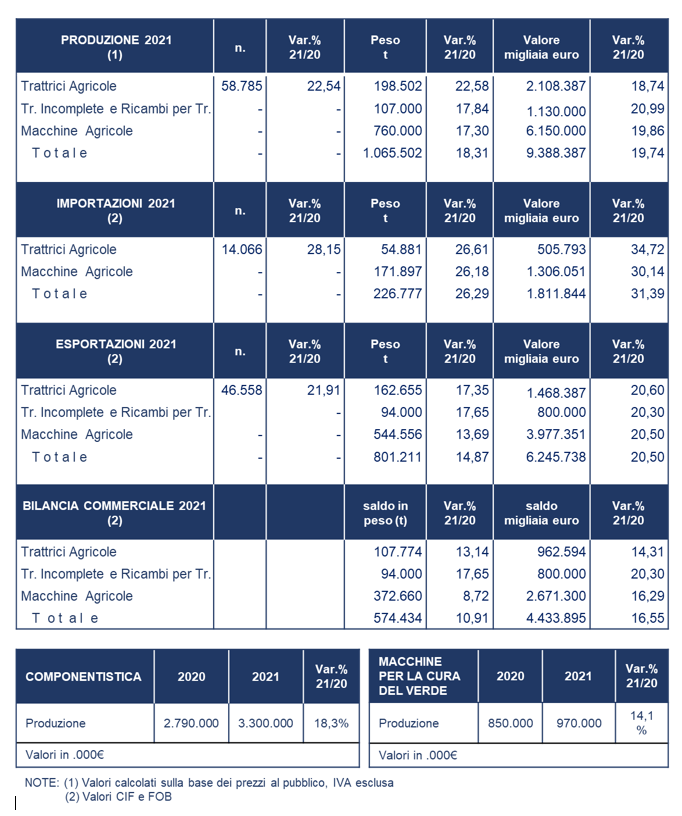 PRODUZIONE 2021 (1) n. Var.% 21/20 Peso t Var.% 21/20 Valore migliaia euro Var.% 21/20
Trattrici Agricole 58.785 22,54 198.502 22,58 2.108.387 18,74
Tr. Incomplete e Ricambi per Tr. - - 107.000 17,84 1.130.000 20,99
Macchine Agricole - - 760.000 17,30 6.150.000 19,86
Totale - - 1.065.502 18,31 9.388.387 19,74
IMPORTAZIONI 2021 (2) n. Var.% 21/20 Peso t Var.% 21/20 Valore migliaia euro Var.% 21/20
Trattrici Agricole 14.066 28,15 54.881 26,61 505.793 34,72
Macchine Agricole - - 171.897 26,18 1.306.051 30,14
Totale - - 226.777 26,29 1.811.844 31,39
ESPORTAZIONI 2021 (2) n. Var.% 21/20 Peso t Var.% 21/20 Valore migliaia euro Var.% 21/20
Trattrici Agricole 46.558 21,91 162.655 17,35 1.468.387 20,60
Tr. Incomplete e Ricambi per Tr. - 94.000 17,65 800.000 20,30
Macchine Agricole - - 544.556 13,69 3.977.351 20,50
Totale - - 801.211 14,87 6.245.738 20,50
BILANCIA COMMERCIALE 2021 (2) saldo in peso (t) Var.% 21/20 saldo migliaia euro Var.% 21/20
Trattrici Agricole 107.774 13,14 962.594 14,31
Tr. Incomplete e Ricambi per Tr. 94.000 17,65 800.000 20,30
Macchine Agricole 372.660 8,72 2.671.300 16,29
Totale 574.434 10,91 4.433.895 16,55
COMPONENTISTICA 2020 2021 Var.% 21/20
Produzione 2.790.000 3.300.000 18,3%
Valori in .000€
MACCHINE PER LA CURA DEL VERDE 2020 2021 Var.% 21/20
Produzione 850.000 970.000 14,1 %
Valori in .000€
NOTE: (1) Valori calcolati sulla base dei prezzi al pubblico, IVA esclusa
(2) Valori CIF e FOB